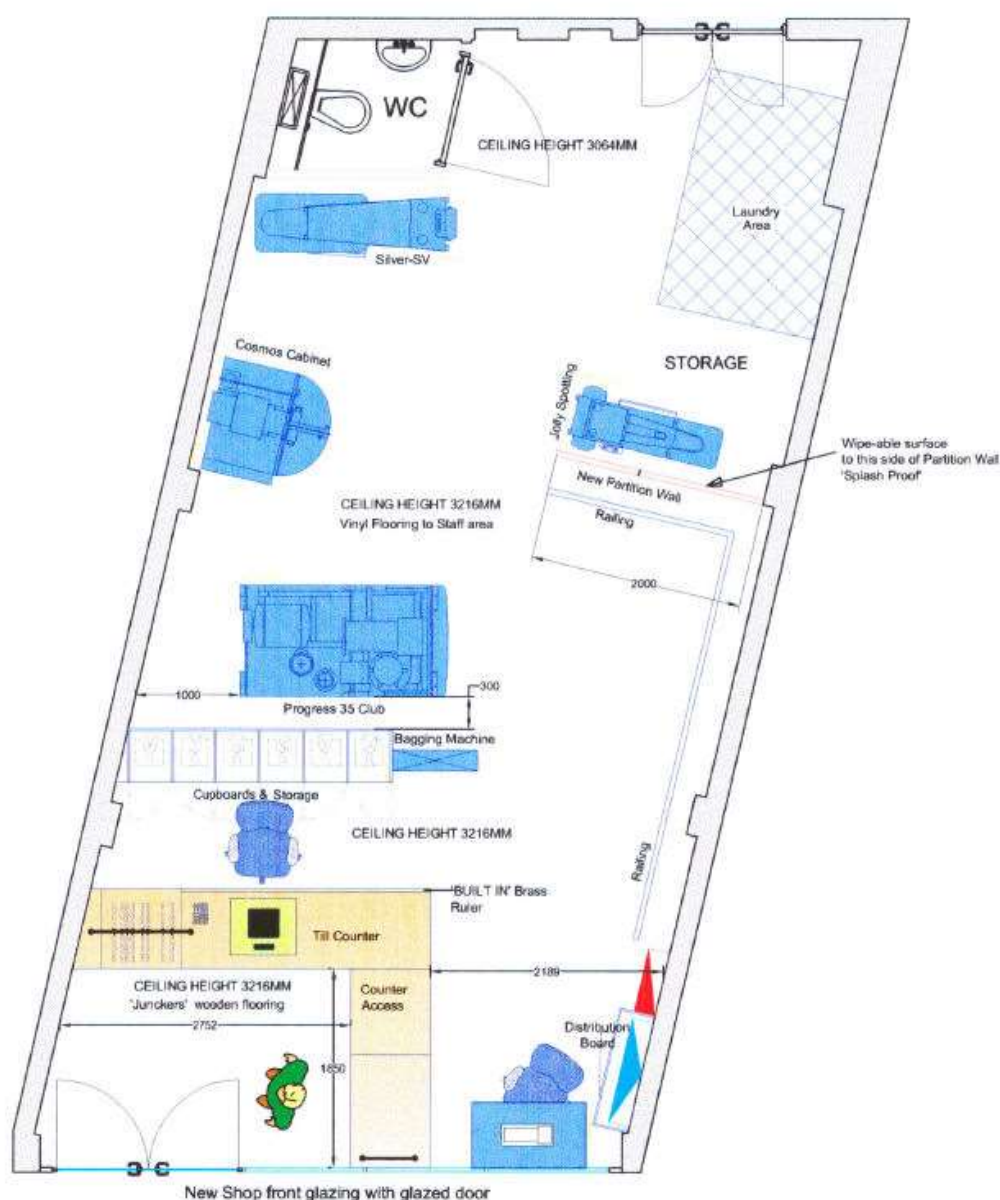 WC
CEILING HEIGHT 3064MM
Laundry
Area
Silver-SV
Cosmos Cabinet
STORAGE
Jolly Spotting
Wipe-able surface
to this side of Partition Wall
'Splash Proof'
New Partition Wall
CEILING HEIGHT 3216MM
Vinyl Flooring to Staff area
Railing
2000
1000
300
Progress 35 Club
Bagging Machine
Cupboards & Storage
CEILING HEIGHT 3216MM
Railing
'BUILT IN' Brass
Ruler
Till Counter
2189
CEILING HEIGHT 3216MM
'Junckers' wooden flooring
Counter
Access
2752
Distribution
Board
1850
New Shop front glazing with glazed door